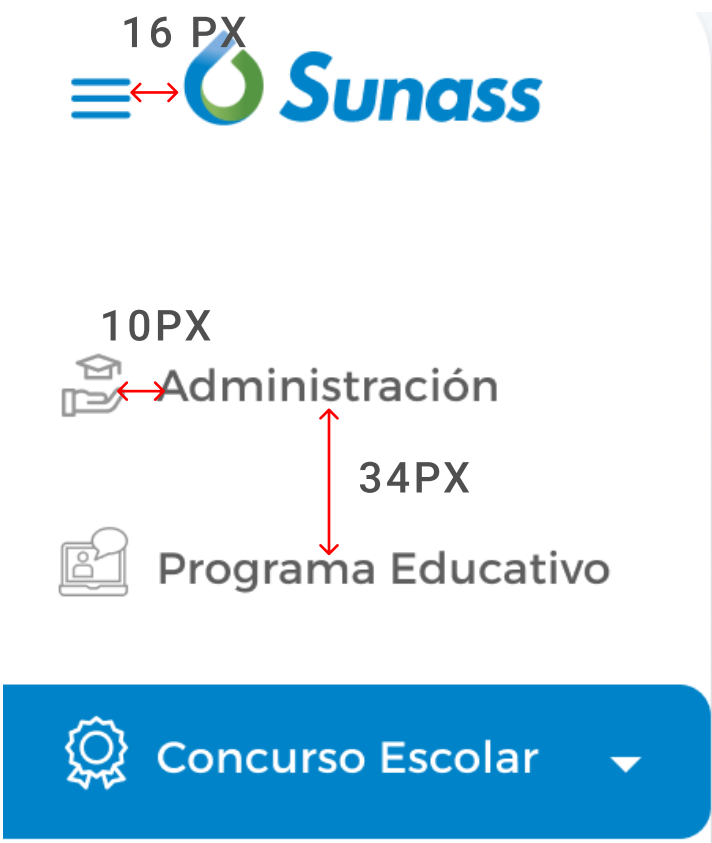 16 PX
Sunass
10PX
Administración
34PX
Programa Educativo
Concurso Escolar